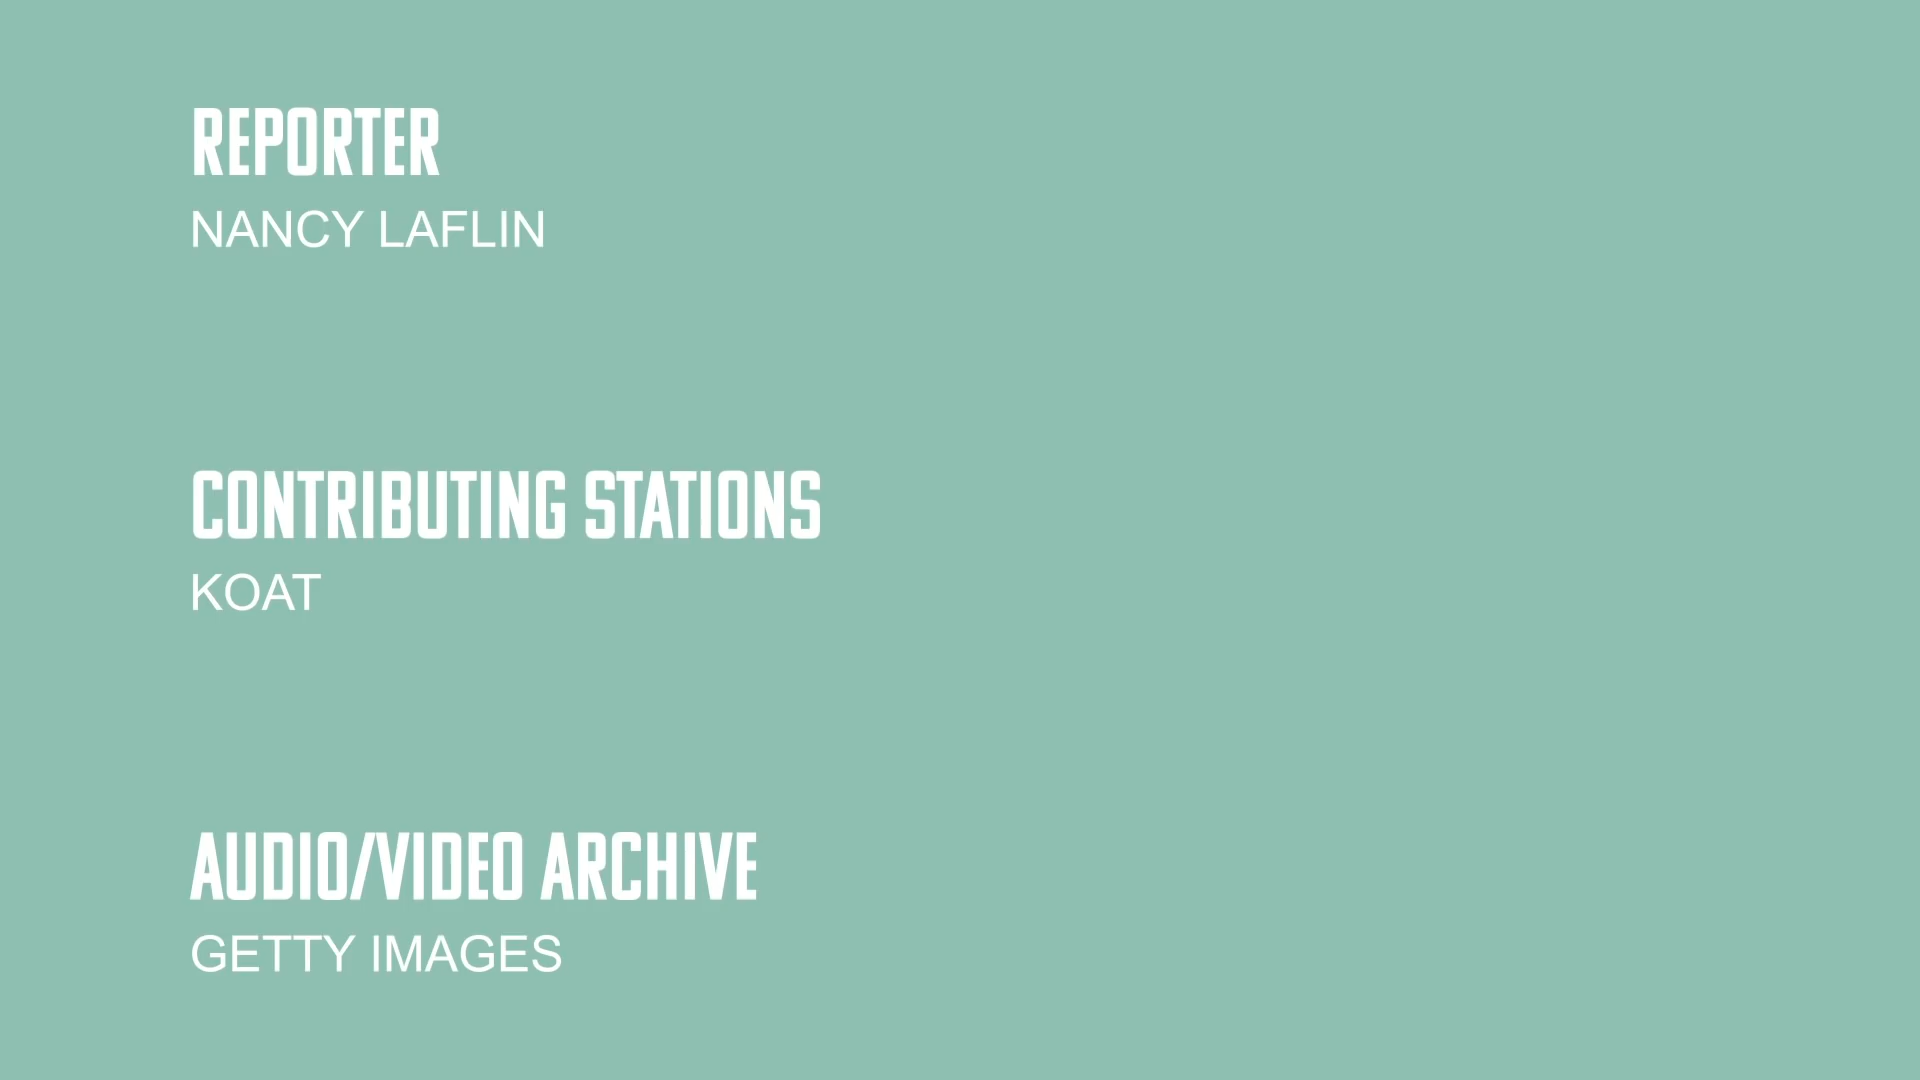 REPORTER
NANCY LAFLIN
CONTRIBUTING STATIONS
KOAT
AUDIO/VIDEO ARCHIVE
GETTY IMAGES